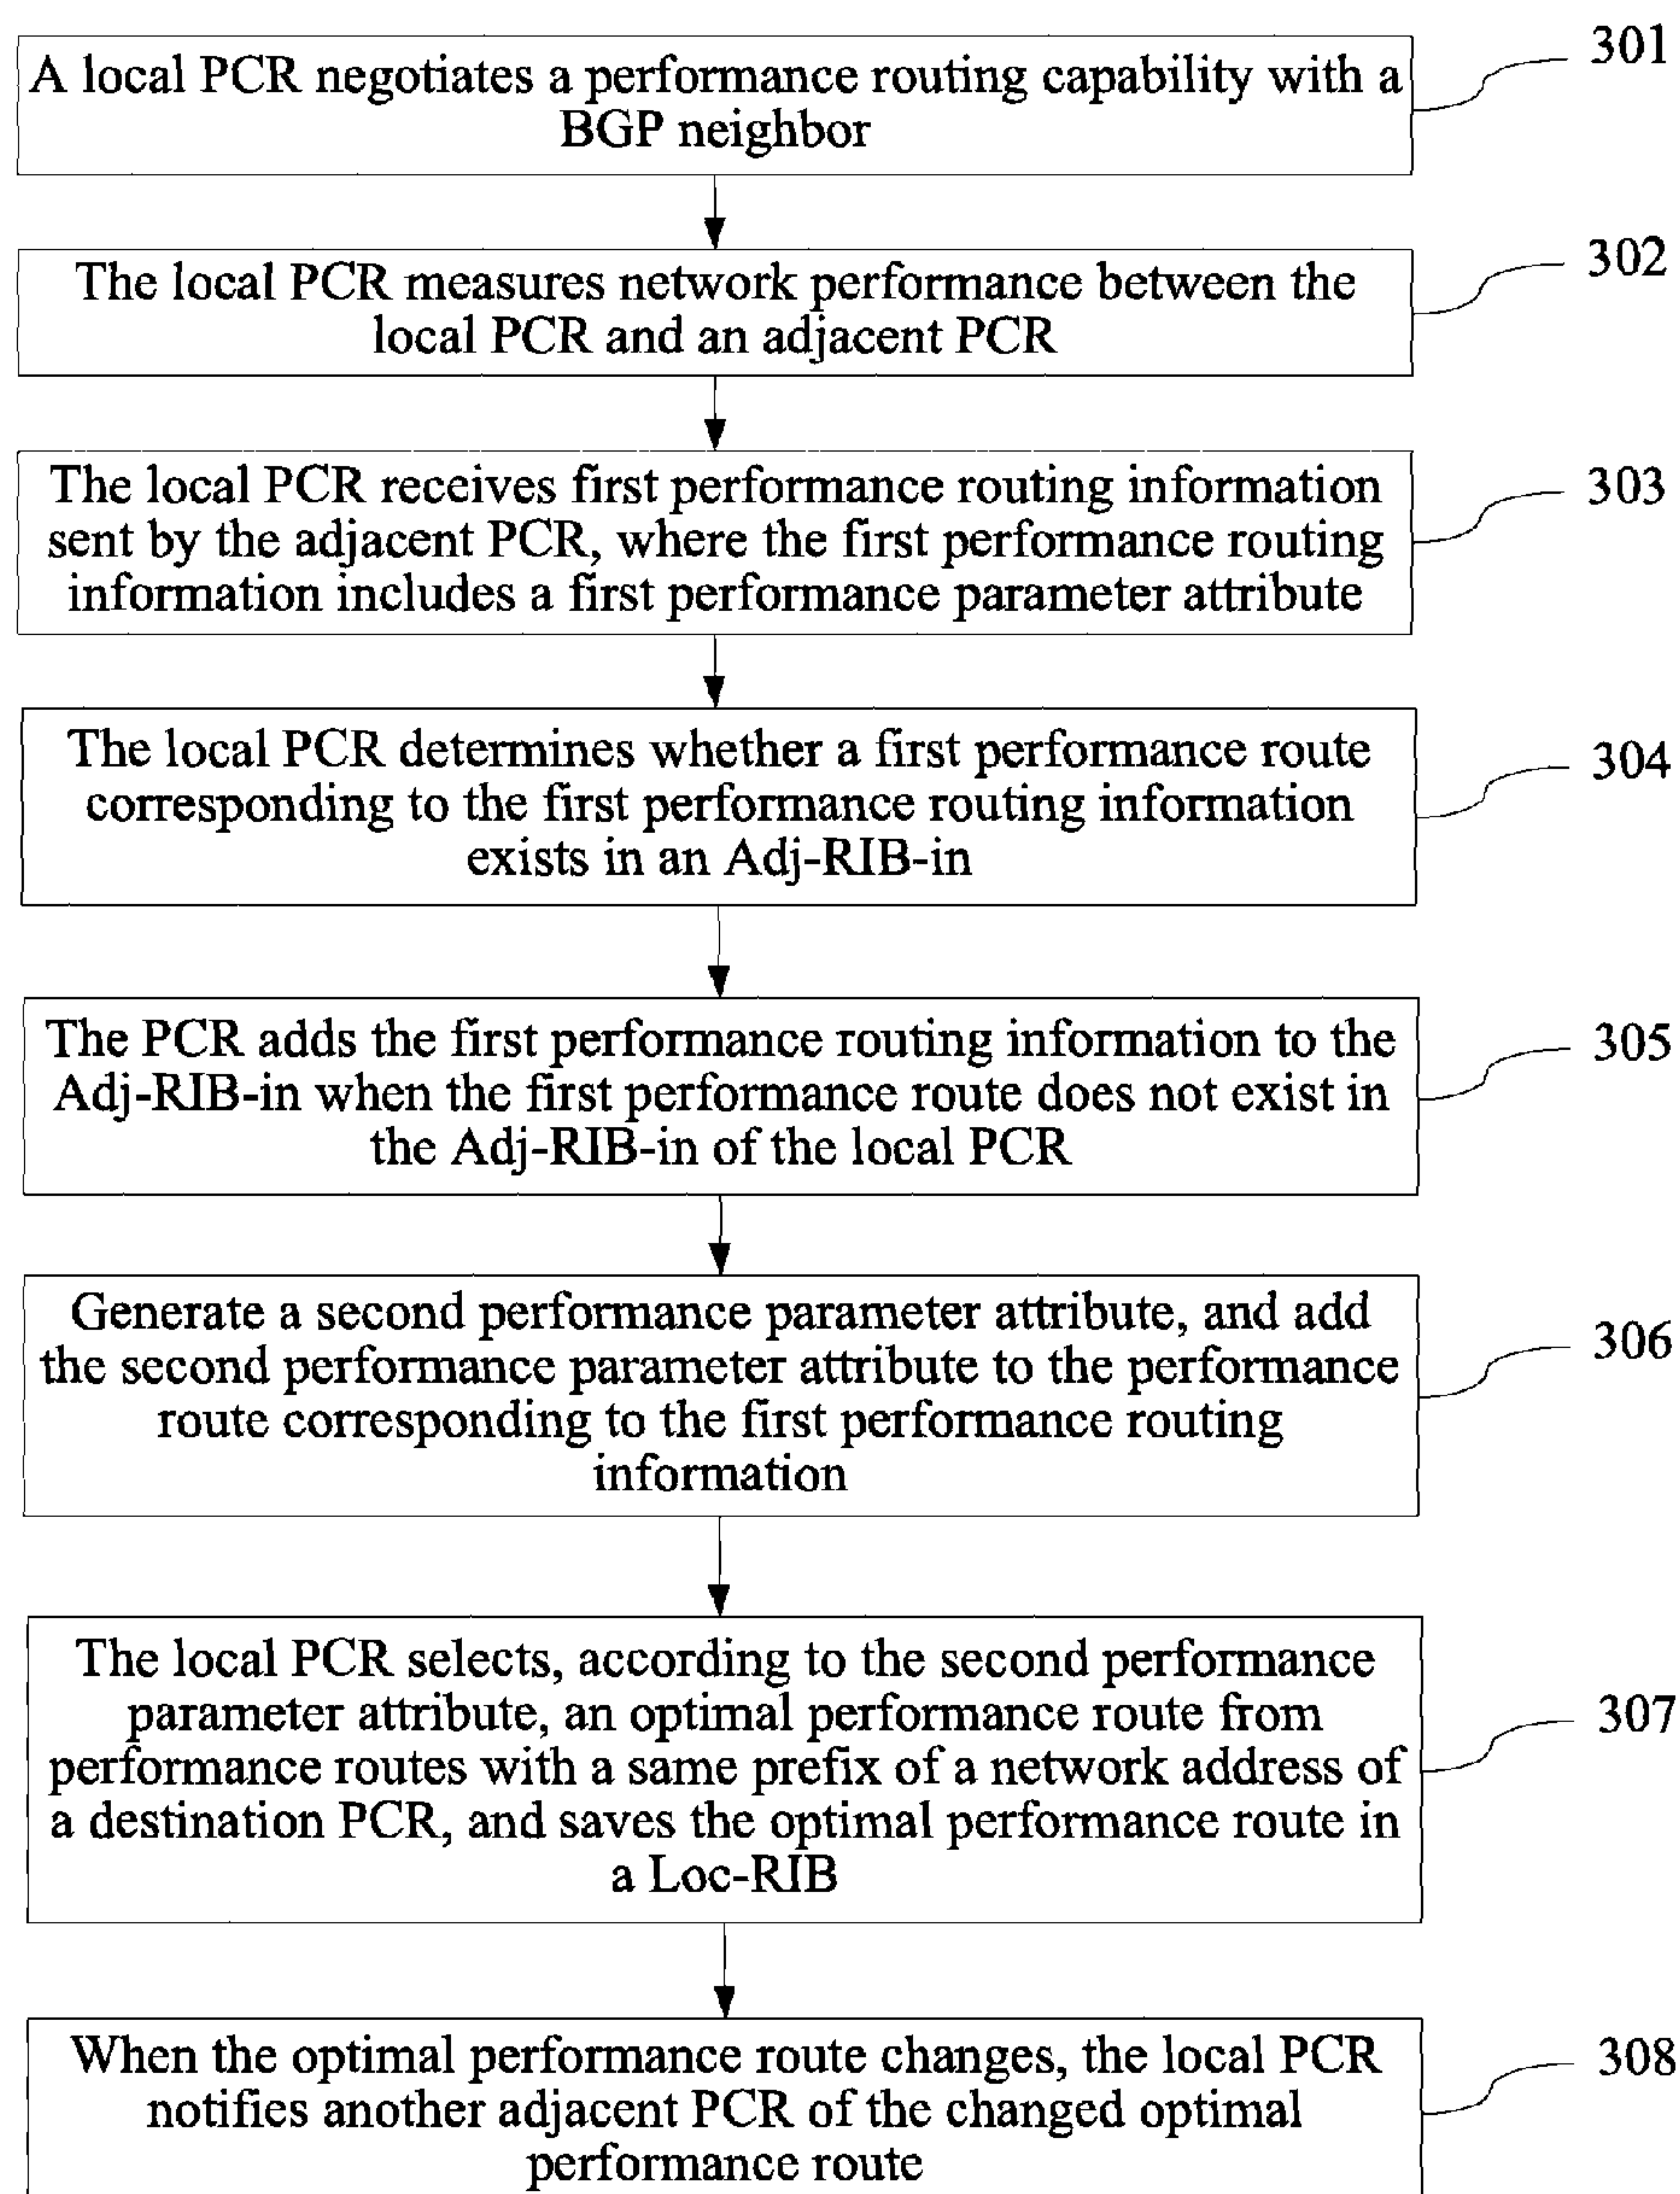 A local PCR negotiates a performance routing capability with a
BGP neighbor
301
The local PCR measures network performance between the
local PCR and an adjacent PCR
302
The local PCR receives first performance routing information
sent by the adjacent PCR, where the first performance routing
information includes a first performance parameter attribute
303
The local PCR determines whether a first performance route
corresponding to the first performance routing information
exists in an Adj-RIB-in
304
The PCR adds the first performance routing information to the
Adj-RIB-in when the first performance route does not exist in
the Adj-RIB-in of the local PCR
305
Generate a second performance parameter attribute, and add
the second performance parameter attribute to the performance
route corresponding to the first performance routing
information
306
The local PCR selects, according to the second performance
parameter attribute, an optimal performance route from
performance routes with a same prefix of a network address of
a destination PCR, and saves the optimal performance route in
a Loc-RIB
307
When the optimal performance route changes, the local PCR
notifies another adjacent PCR of the changed optimal
performance route
308